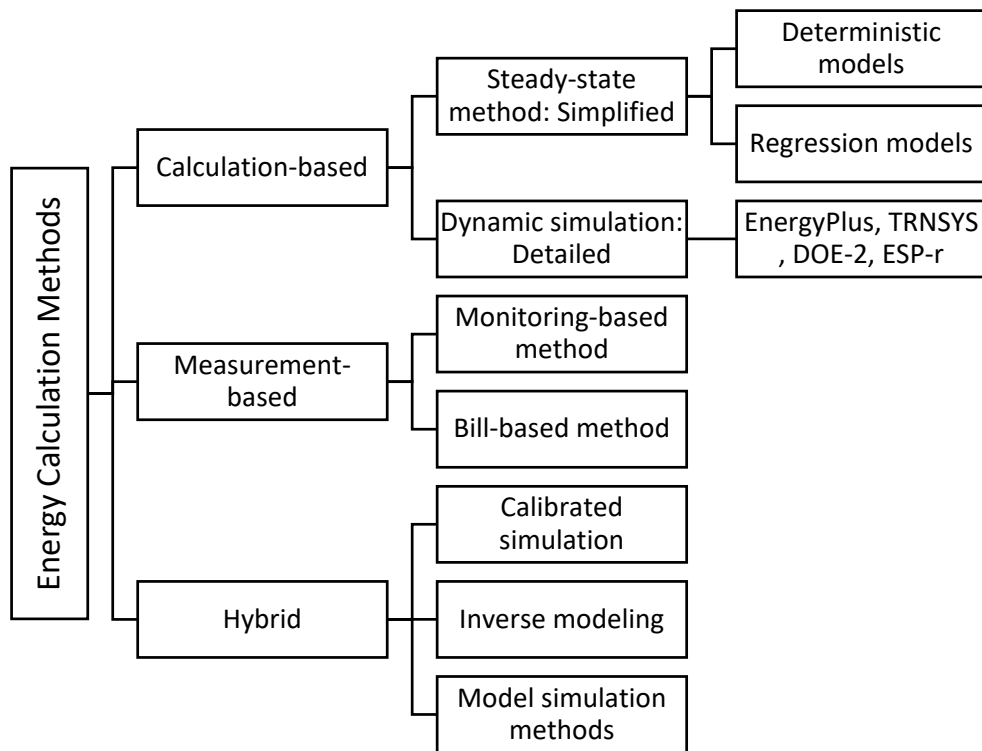 Energy Calculation Methods
Calculation-based
Steady-state
method: Simplified
Deterministic
models
Regression models
Dynamic simulation:
Detailed
EnergyPlus, TRNSYS
, DOE-2, ESP-r
Measurement-
based
Monitoring-based
method
Bill-based method
Hybrid
Calibrated
simulation
Inverse modeling
Model simulation
methods